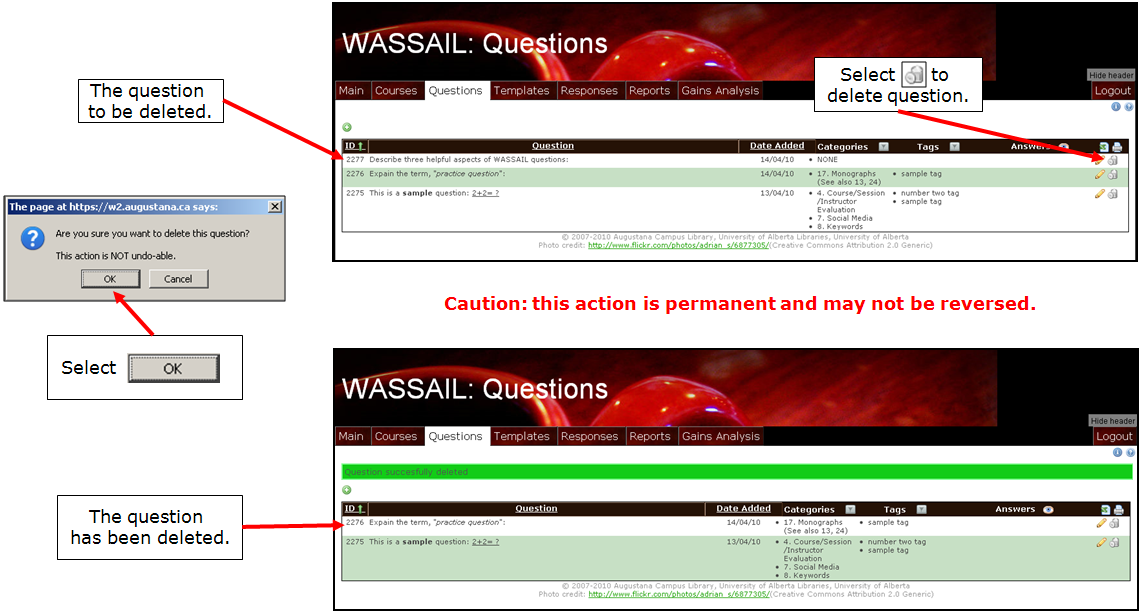 WASSAIL: Questions
The question
to be deleted.
Select to
delete question.
Hide header
Main Courses Questions Templates Responses Reports Gains Analysis Logout
ID Question Date Added Categories Tags Answers
2277 Describe three helpful aspects of WASSAIL questions: 14/04/10 • NONE
2276 Expain the term, "practice question": 14/04/10 • 17. Monographs • sample tag
(See also 13, 24)
2275 This is a sample question: 2+2= ? 13/04/10 • 4. Course/Session • number two tag
/Instructor • sample tag
Evaluation
• 7. Social Media
• 8. Keywords
© 2007-2010 Augustana Campus Library, University of Alberta Libraries, University of Alberta
Photo credit: http://www.flickr.com/photos/adrian_s/6877305/(Creative Commons Attribution 2.0 Generic)
The page at https://w2.augustana.ca says:
Are you sure you want to delete this question?
This action is NOT undo-able.
OK Cancel
Select OK
Caution: this action is permanent and may not be reversed.
WASSAIL: Questions
Hide header
Main Courses Questions Templates Responses Reports Gains Analysis Logout
Question succesfully deleted
The question
has been deleted.
ID Question Date Added Categories Tags Answers
2276 Expain the term, "practice question": 14/04/10 • 17. Monographs • sample tag
(See also 13, 24)
2275 This is a sample question: 2+2= ? 13/04/10 • 4. Course/Session • number two tag
/Instructor • sample tag
Evaluation
• 7. Social Media
• 8. Keywords
© 2007-2010 Augustana Campus Library, University of Alberta Libraries, University of Alberta
Photo credit: http://www.flickr.com/photos/adrian_s/6877305/(Creative Commons Attribution 2.0 Generic)